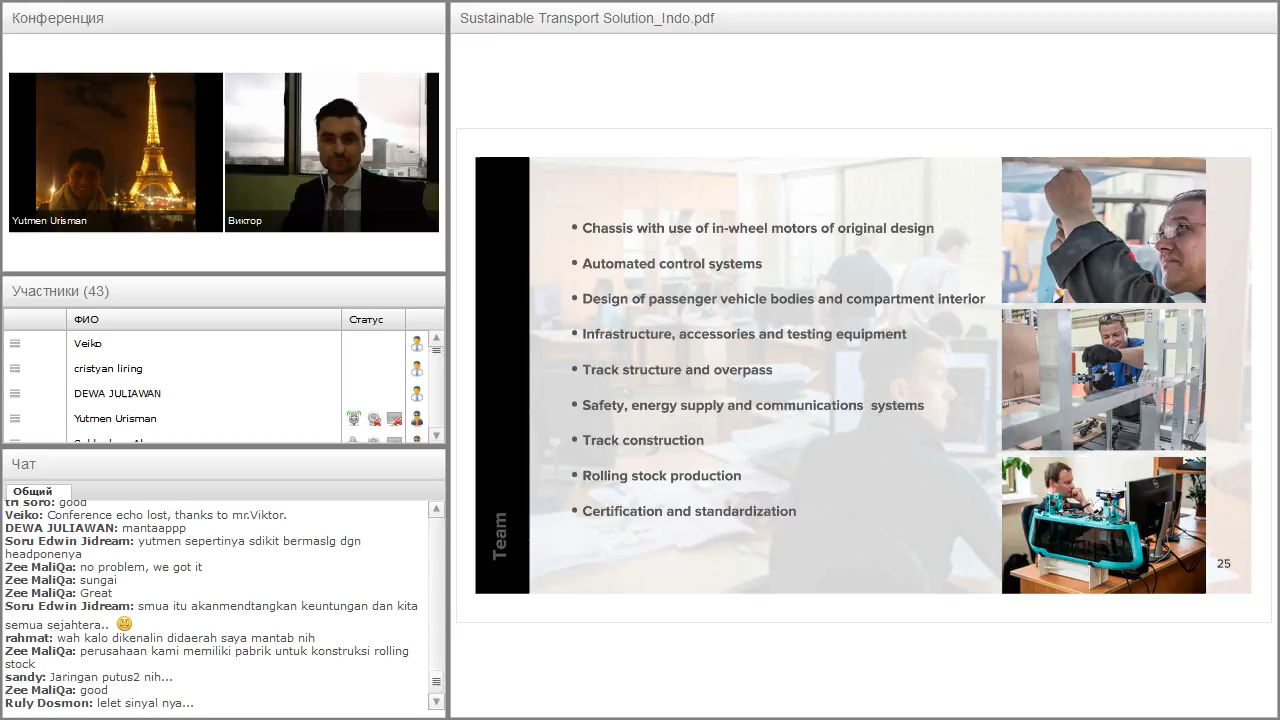 Конференция
Yutmen Urisman
Виктор
Участники (43)
ФИО
Статус
Veiko
cristyan liring
DEWA JULIAWAN
Yutmen Urisman
Чат
Общий
tri soro: good
Veiko: Conference echo lost, thanks to mr.Viktor.
DEWA JULIAWAN: mantaappp
Soru Edwin Jidream: yutmen sepertinya sdikit bermaslg dgn
headponenya
Zee MaliQa: no problem, we got it
Zee MaliQa: sungai
Zee MaliQa: Great
Soru Edwin Jidream: smua itu akanmendtangkan keuntungan dan kita
semua sejahtera..
rahmat: wah kalo dikenalin didaerah saya mantab nih
Zee MaliQa: perusahaan kami memiliki pabrik untuk konstruksi rolling
stock
sandy: Jaringan putus2 nih...
Zee MaliQa: good
Ruly Dosmon: lelet sinyal nya...
Sustainable Transport Solution_Indo.pdf
• Chassis with use of in-wheel motors of original design
• Automated control systems
• Design of passenger vehicle bodies and compartment interior
• Infrastructure, accessories and testing equipment
• Track structure and overpass
• Safety, energy supply and communications  systems
• Track construction
• Rolling stock production
• Certification and standardization
Team
25